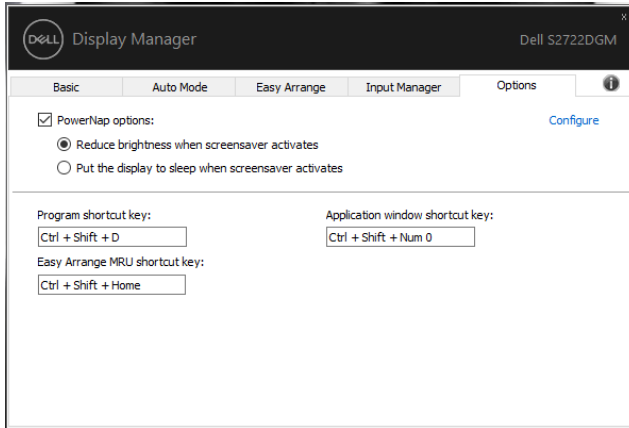 DELL Display Manager
Dell S2722DGM
x
Basic
Auto Mode
Easy Arrange
Input Manager
Options
i
PowerNap options:
Configure
Reduce brightness when screensaver activates
Put the display to sleep when screensaver activates
Program shortcut key:
Application window shortcut key:
Ctrl + Shift + D
Ctrl + Shift + Num 0
Easy Arrange MRU shortcut key:
Ctrl + Shift + Home